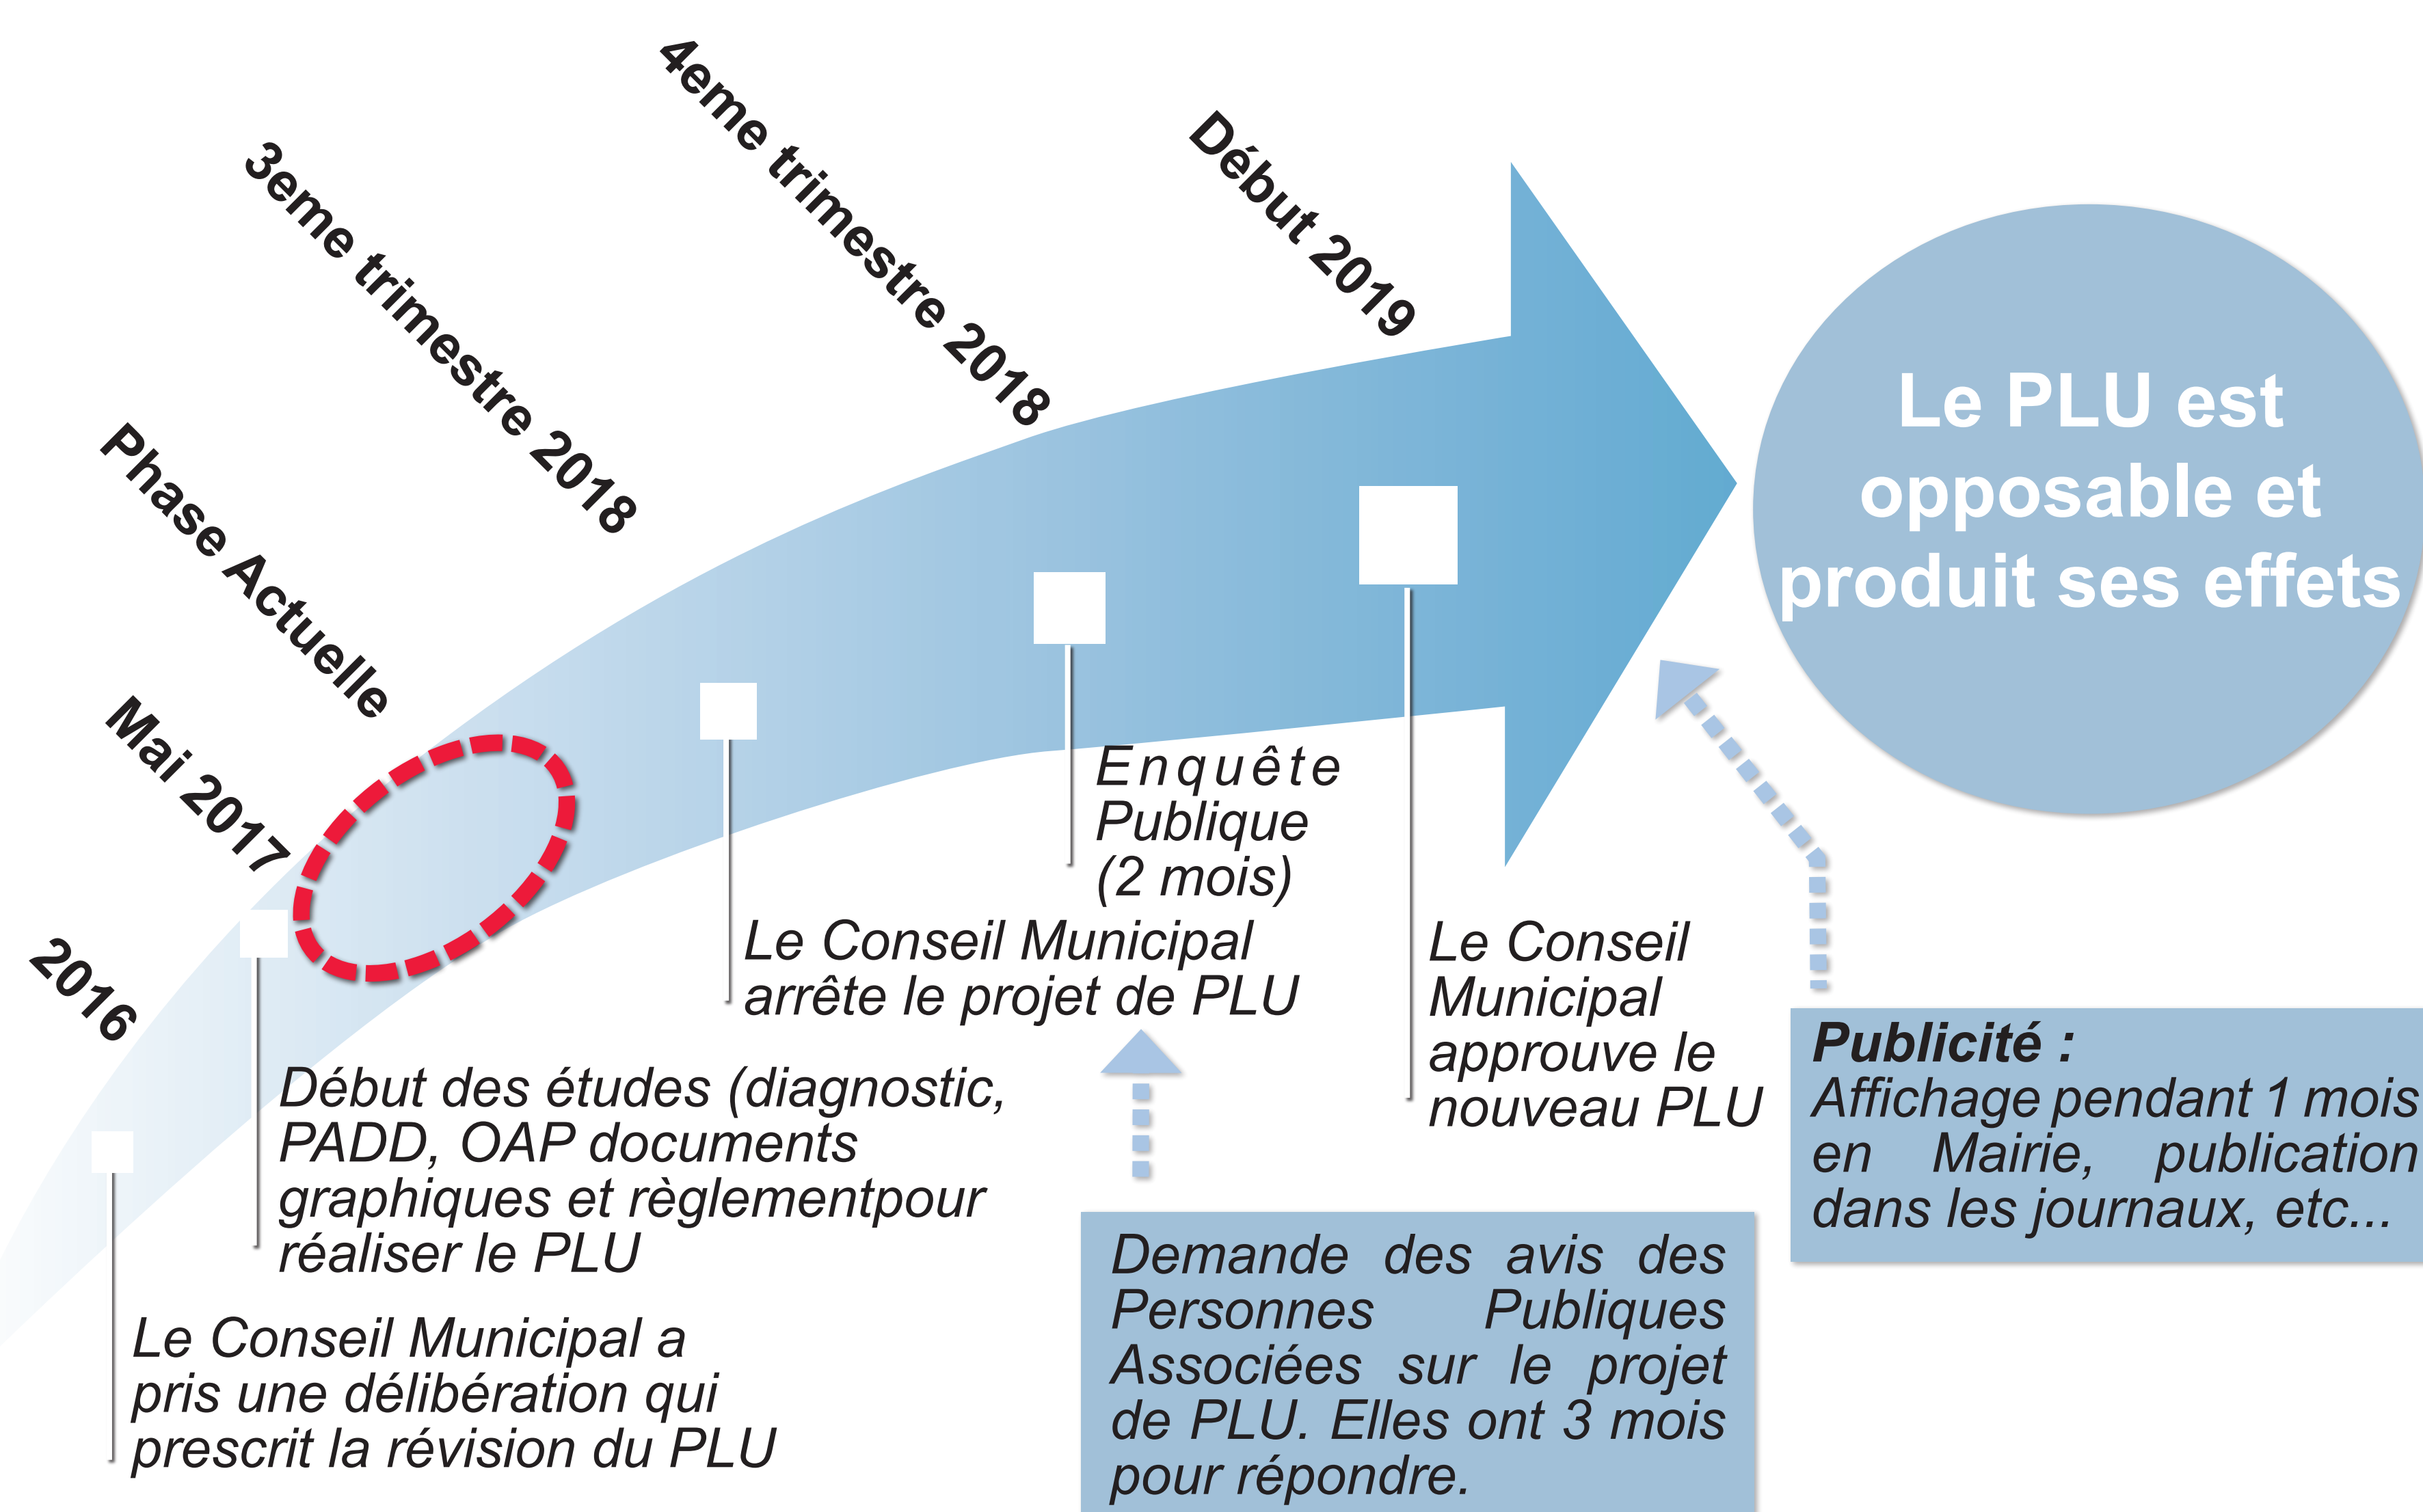 4eme trimestre 2018
Début 2019
3eme trimestre 2018
Phase Actuelle
Mai 2017
2016
Le PLU est
opposable et
produit ses effets
Enquête
Publique
(2 mois)
Le Conseil Municipal
arrête le projet de PLU
Le Conseil
Municipal
approuve le
nouveau PLU
Début des études (diagnostic,
PADD, OAP documents
graphiques et règlementpour
réaliser le PLU
Le Conseil Municipal a
pris une délibération qui
prescrit la révision du PLU
Demande des avis des
Personnes Publiques
Associées sur le projet
de PLU. Elles ont 3 mois
pour répondre.
Publicité :
Affichage pendant 1 mois
en Mairie, publication
dans les journaux, etc...